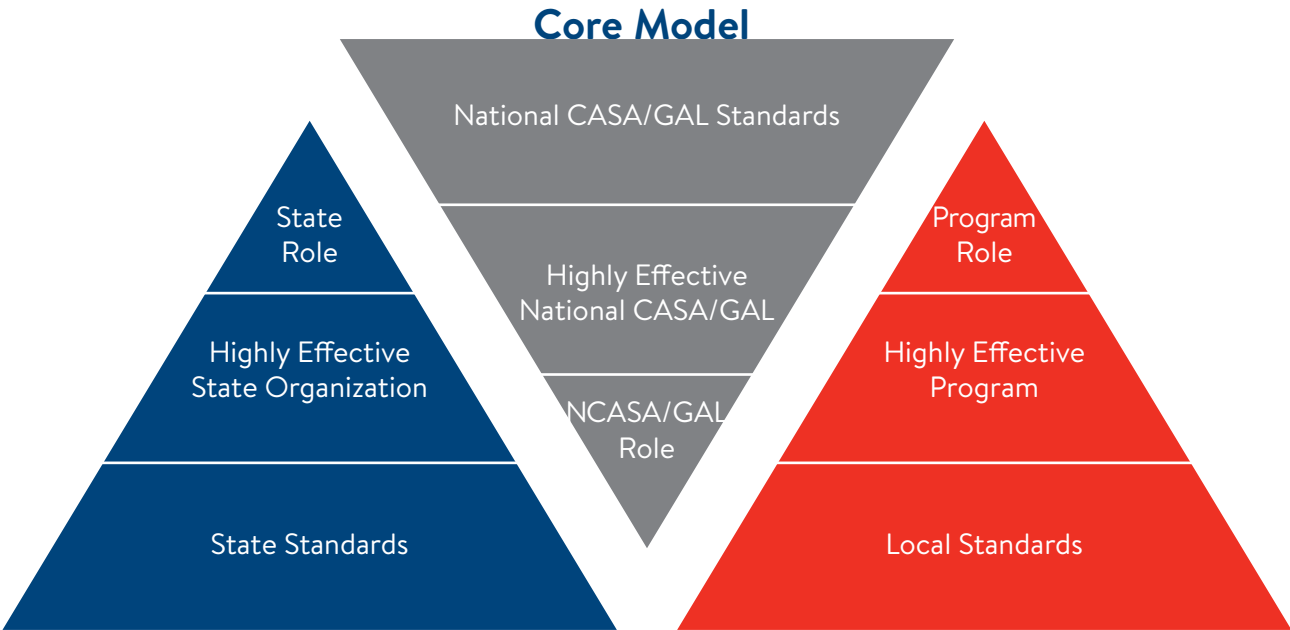 Core Model
National CASA/GAL Standards
Highly Effective
National CASA/GAL
NCASA/GAL
Role
State
Role
Highly Effective
State Organization
State Standards
Program
Role
Highly Effective
Program
Local Standards